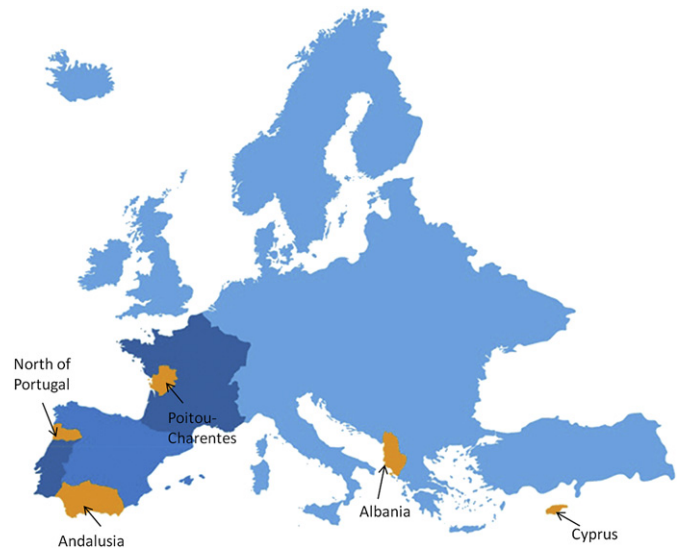 North of
Portugal
Poitou-
Charentes
Albania
Cyprus
Andalusia